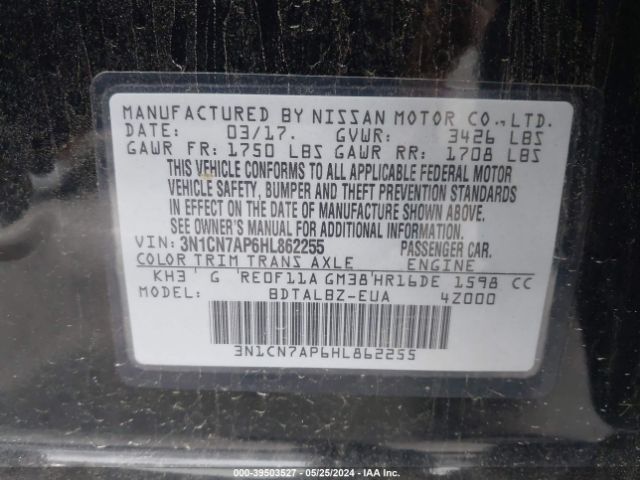 MANUFACTURED BY NISSAN MOTOR CO.,LTD.
DATE: 03/17. GVWR: 3426 LBS
GAWR FR: 1750 LBS GAWR RR: 1708 LBS
THIS VEHICLE CONFORMS TO ALL APPLICABLE FEDERAL MOTOR
VEHICLE SAFETY, BUMPER AND THEFT PREVENTION STANDARDS
IN EFFECT ON THE DATE OF MANUFACTURE SHOWN ABOVE.
SEE OWNER'S MANUAL FOR ADDITIONAL INFORMATION.
VIN: 3N1CN7AP6HL862255 PASSENGER CAR.
COLOR TRIM TRANS AXLE ENGINE
KH3 G RE0F11A GM38 HR16DE 1598 CC
MODEL: BDTALBZ-EUA 4Z000
3N1CN7AP6HL862255
000-39503527 - 05/25/2024 - IAA Inc.